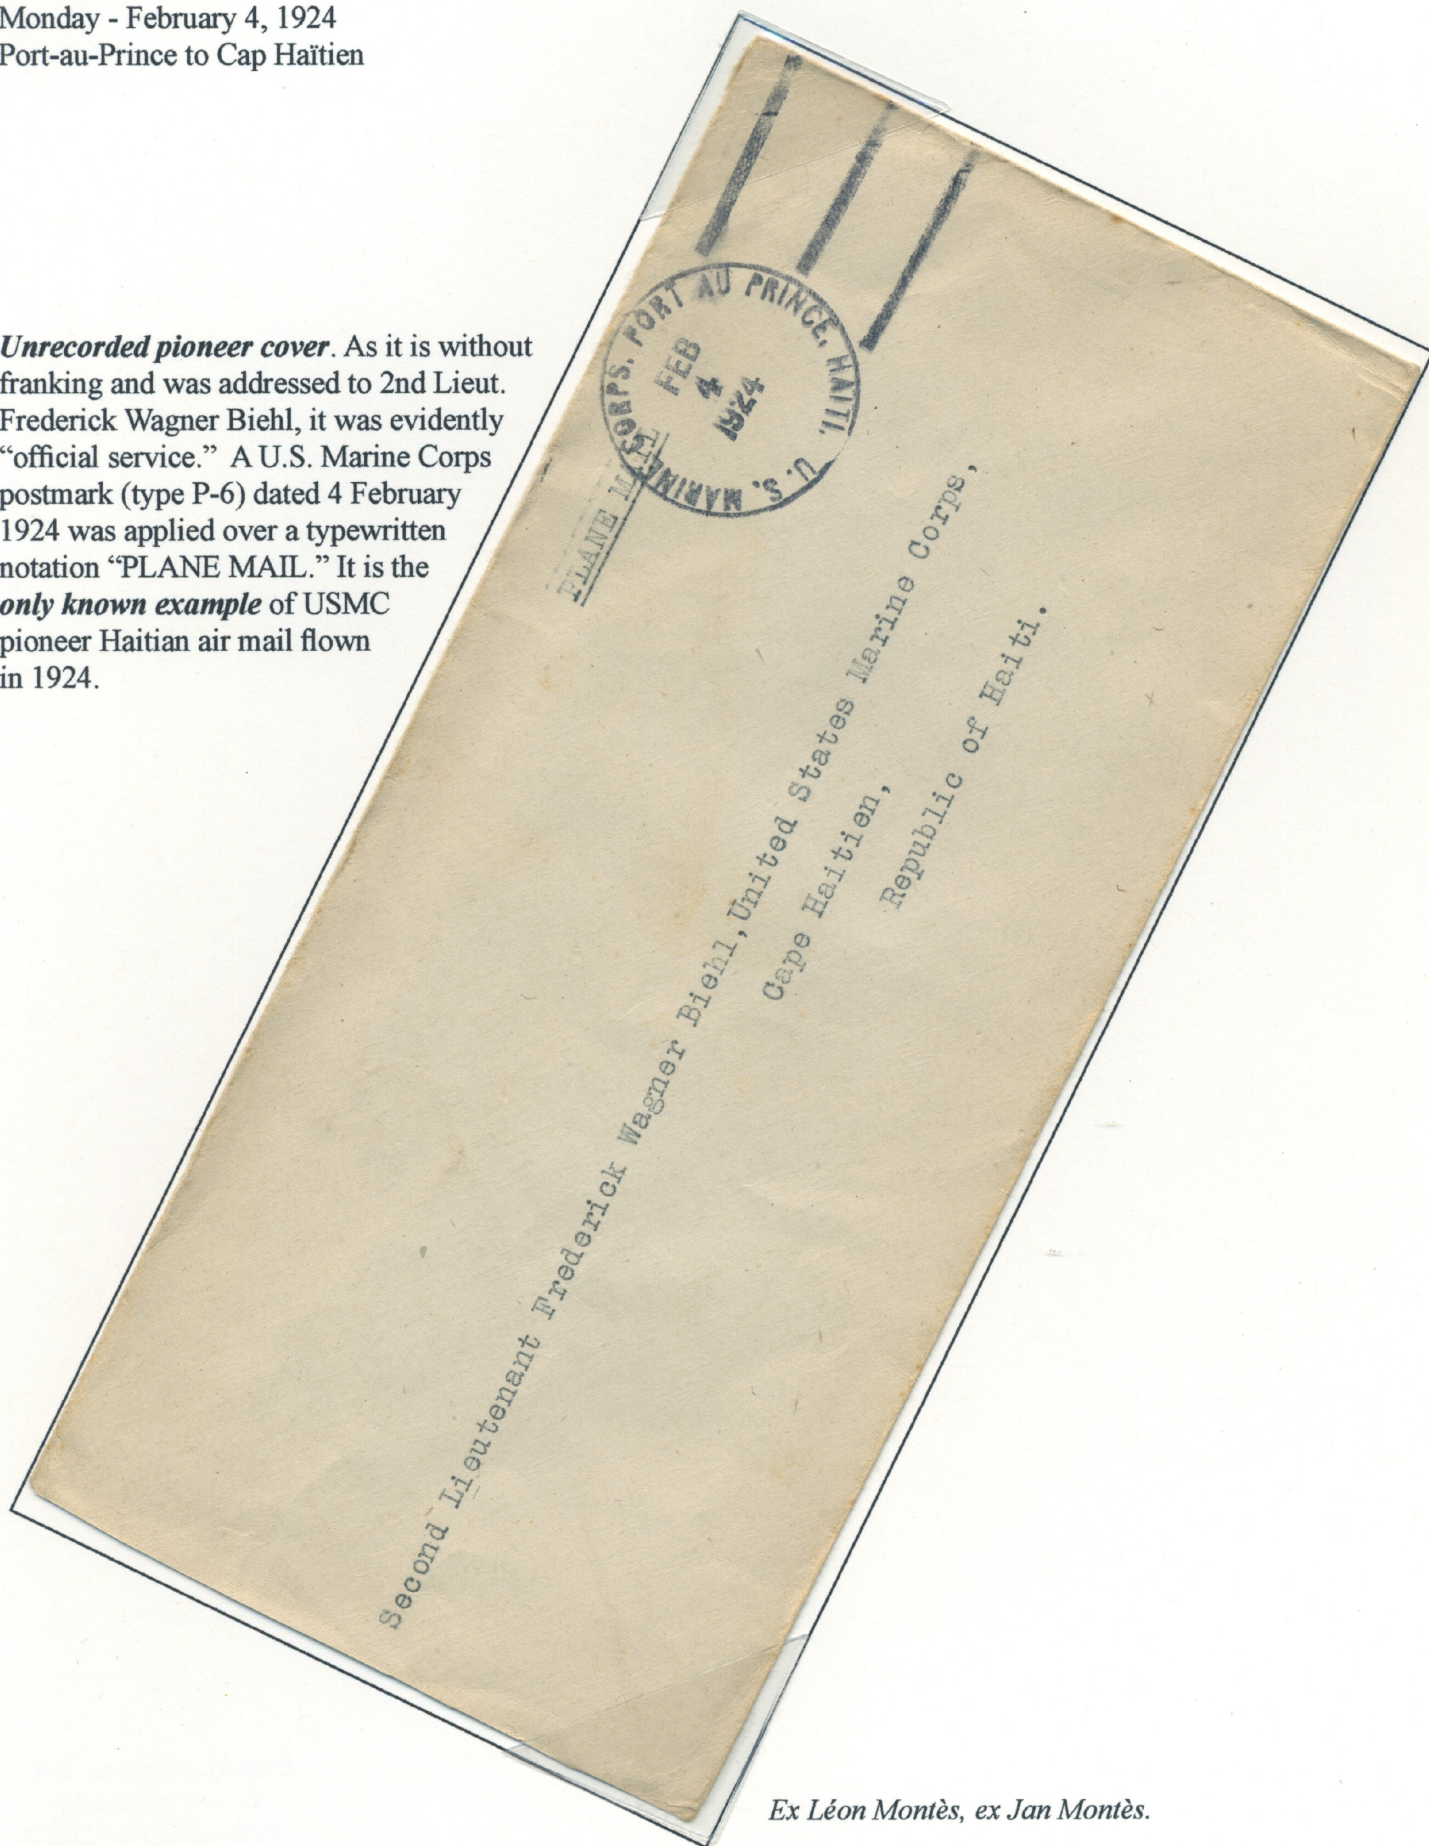 Monday - February 4, 1924
Port-au-Prince to Cap Haïtien
Unrecorded pioneer cover. As it is without
franking and was addressed to 2nd Lieut.
Frederick Wagner Biehl, it was evidently
“official service.” A U.S. Marine Corps
postmark (type P-6) dated 4 February
1924 was applied over a typewritten
notation “PLANE MAIL.” It is the
only known example of USMC
pioneer Haitian air mail flown
in 1924.
U. S. MARINE CORPS. PORT AU PRINCE, HAITI.
FEB
4
1924
PLANE MAIL
Second Lieutenant Frederick Wagner Biehl,United States Marine Corps,
Cape Haitien,
Republic of Haiti.
Ex Léon Montès, ex Jan Montès.